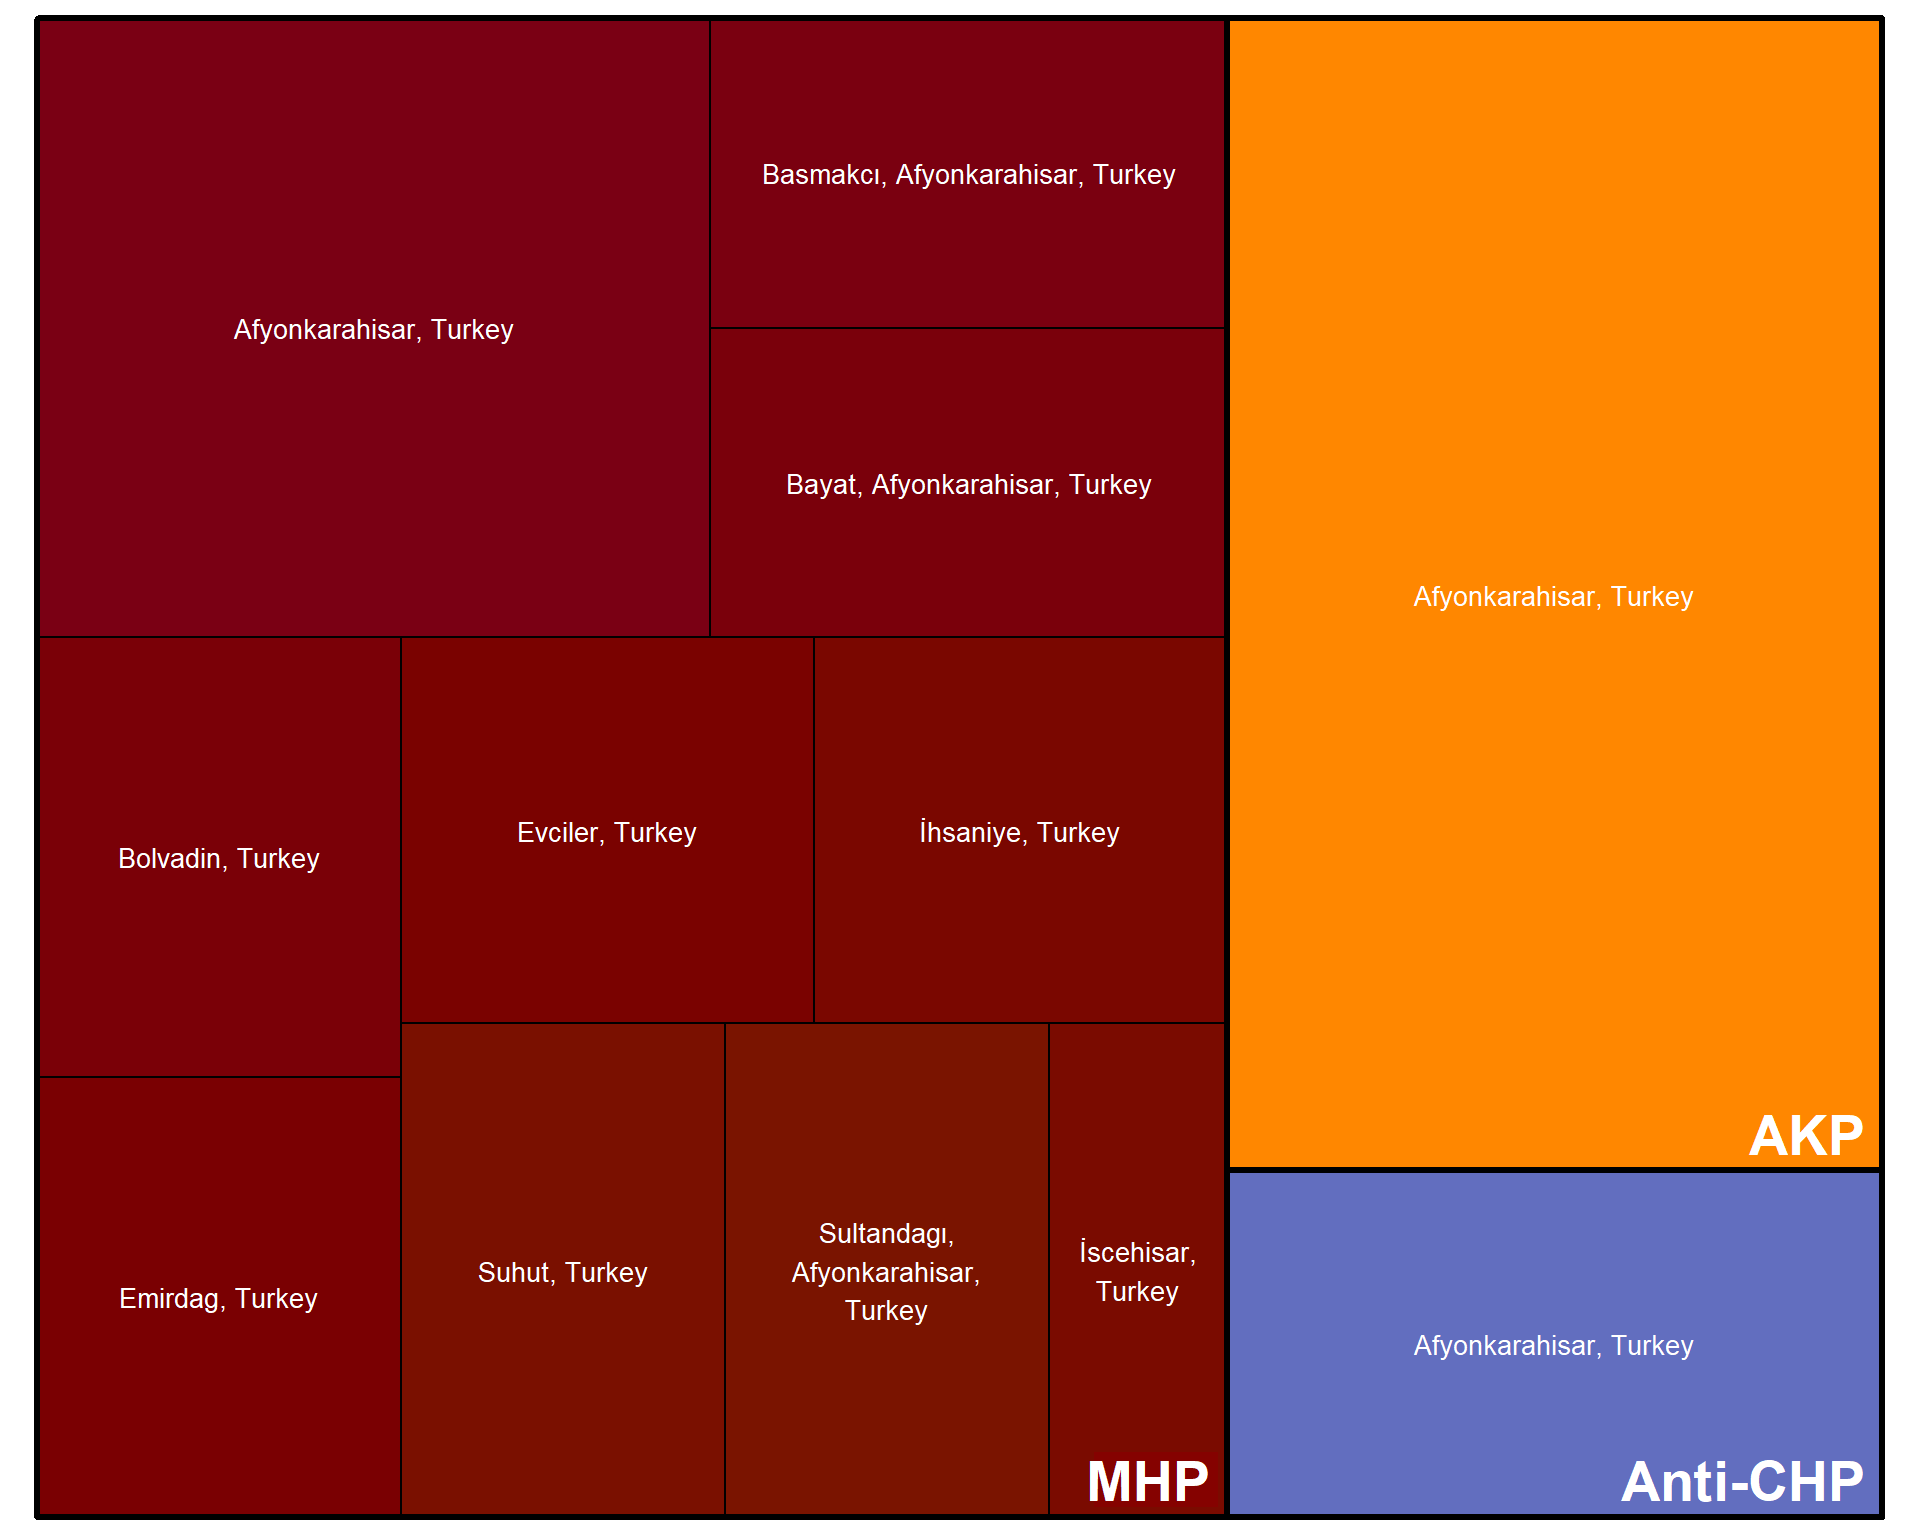 Afyonkarahisar, Turkey
Basmakcı, Afyonkarahisar, Turkey
Bayat, Afyonkarahisar, Turkey
Bolvadin, Turkey
Evciler, Turkey
İhsaniye, Turkey
Emirdag, Turkey
Suhut, Turkey
Sultandagı,
Afyonkarahisar,
Turkey
İscehisar,
Turkey
MHP
Afyonkarahisar, Turkey
AKP
Afyonkarahisar, Turkey
Anti-CHP